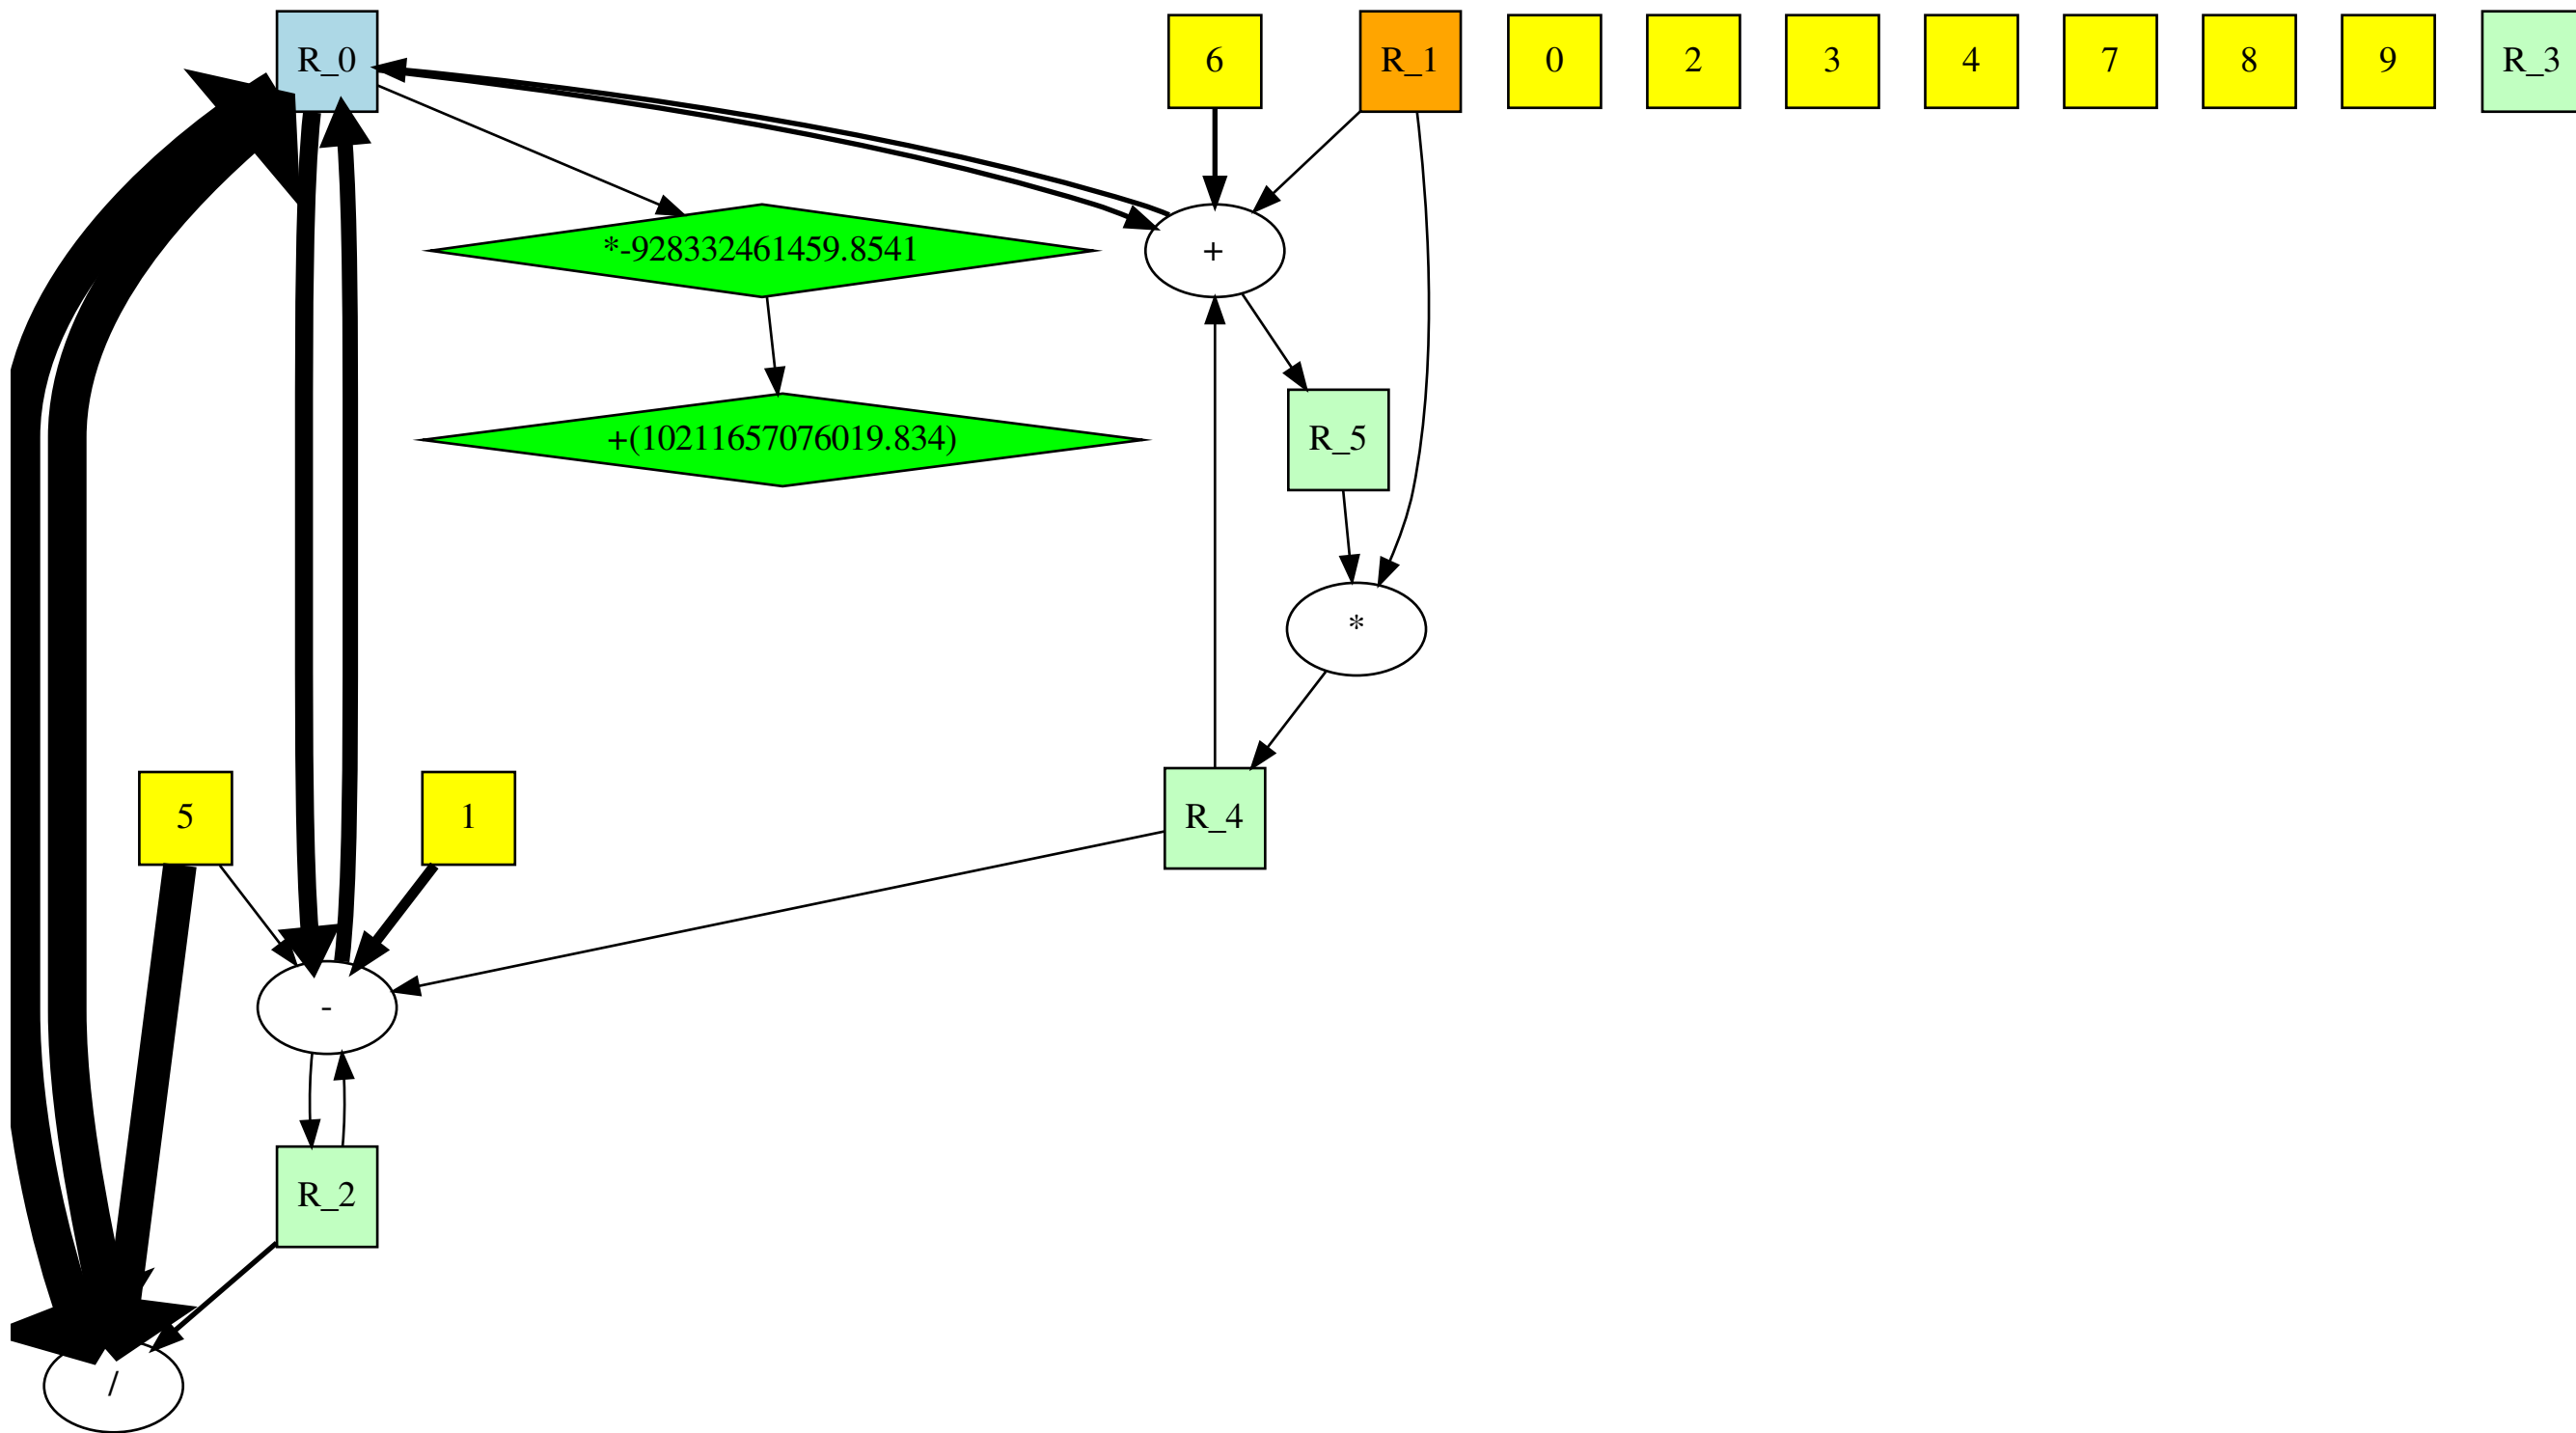 R_0
6
R_1
0
2
3
4
7
8
9
R_3
*-928332461459.8541
+
+(10211657076019.834)
R_5
*
5
1
R_4
-
R_2
/